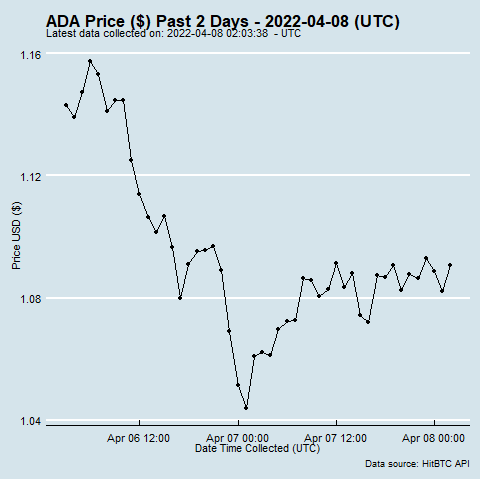 ADA Price ($) Past 2 Days - 2022-04-08 (UTC)
Latest data collected on: 2022-04-08 02:03:38 - UTC
1.16
1.12
1.08
1.04
Price USD ($)
Apr 06 12:00 Apr 07 00:00 Apr 07 12:00 Apr 08 00:00
Date Time Collected (UTC)
Data source: HitBTC API